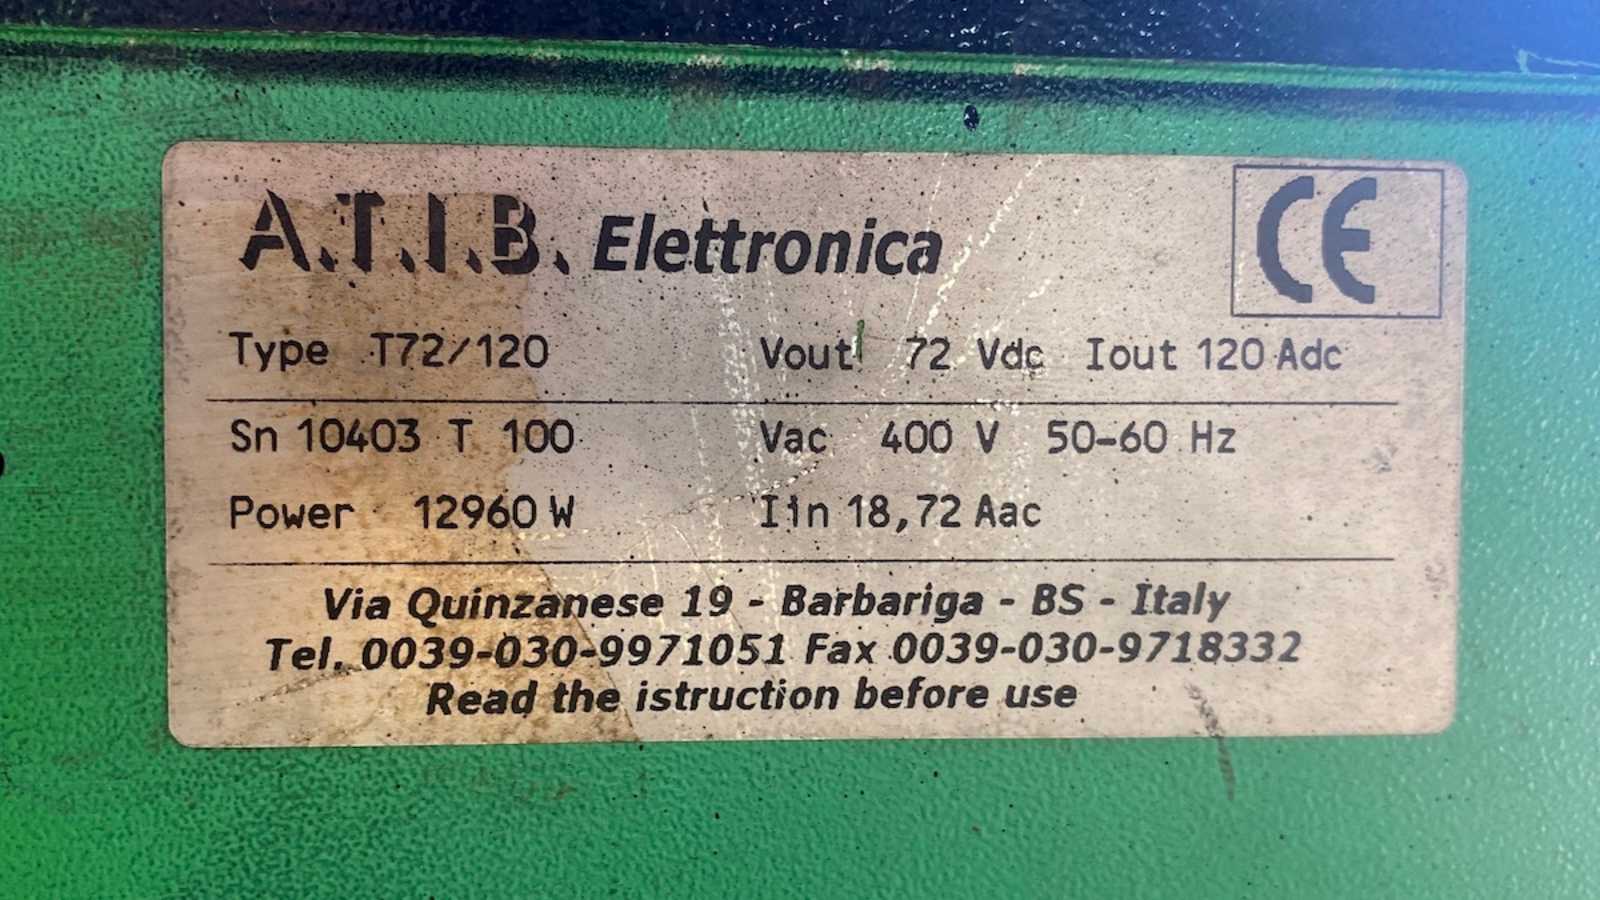 A.T.I.B. Elettronica CE
Type T72/120 Vout 72 Vdc Iout 120 Adc
Sn 10403 T 100 Vac 400 V 50-60 Hz
Power 12960 W Iin 18,72 Aac
Via Quinzanese 19 - Barbariga - BS - Italy
Tel. 0039-030-9971051 Fax 0039-030-9718332
Read the istruction before use